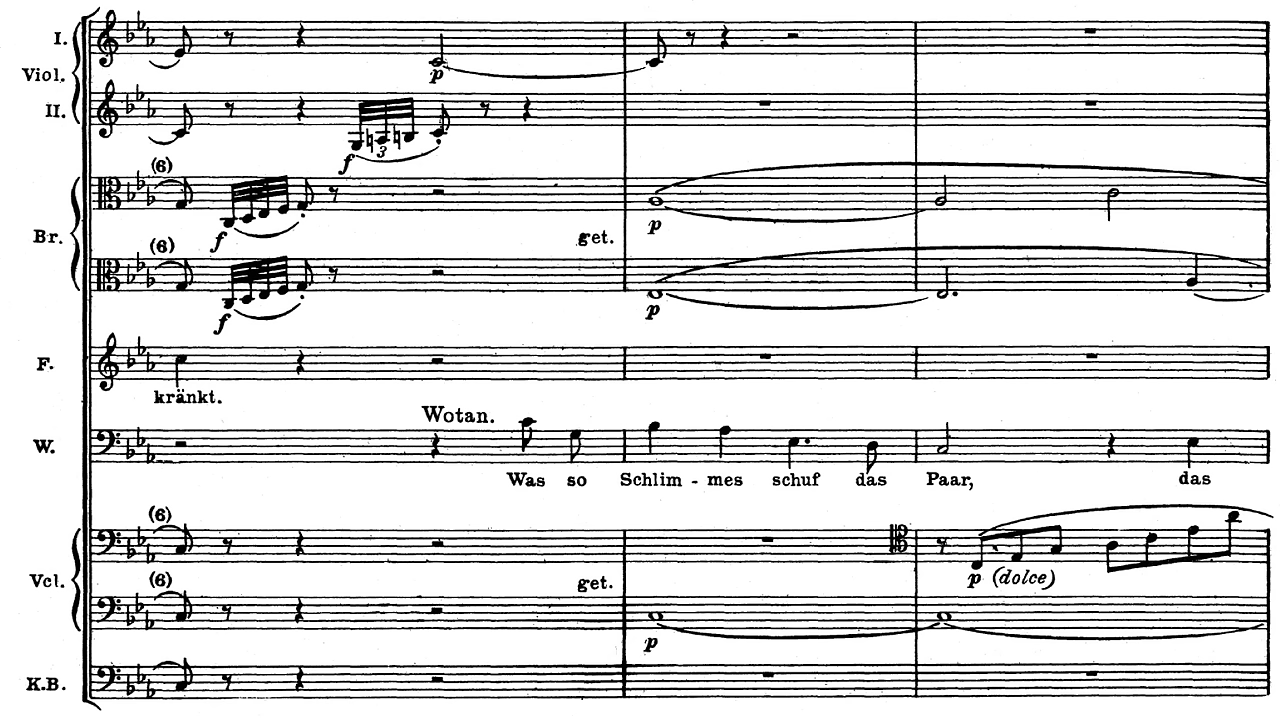 I.
Viol.
p
II.
3
f
(6)
f
get.
p
Br.
(6)
f
p
F.
kränkt.
Wotan.
W.
Was so Schlim - mes schuf das Paar, das
(6)
p (dolce)
Vcl.
(6)
get.
p
K.B.